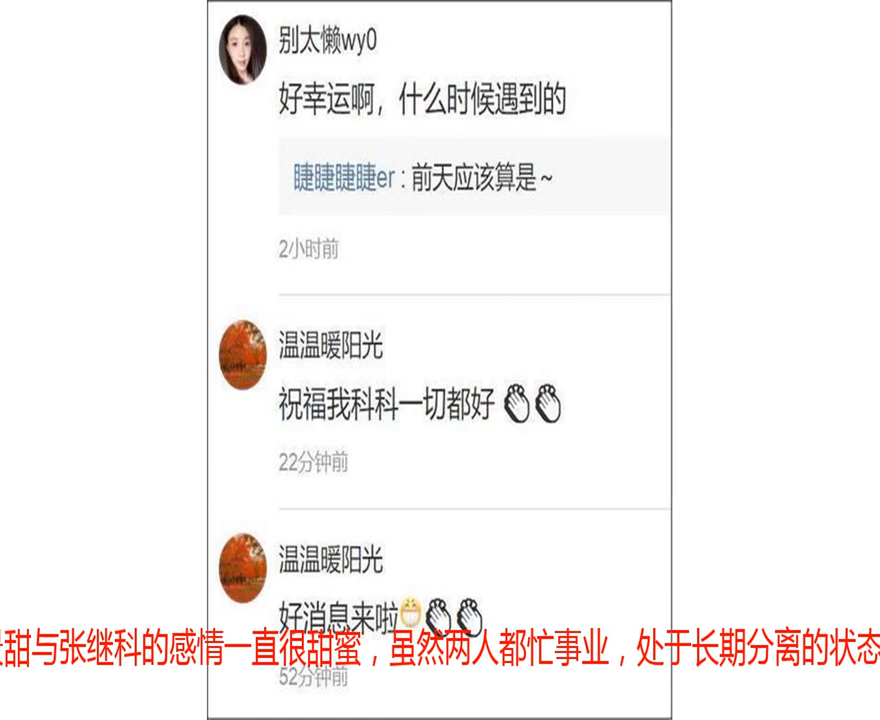 别太懒wy0
好幸运啊，什么时候遇到的
睫睫睫睫er : 前天应该算是~
2小时前
温温暖阳光
祝福我科科一切都好
22分钟前
温温暖阳光
好消息来啦
甜与张继科的感情一直很甜蜜，虽然两人都忙事业，处于长期分离的状态
52分钟前